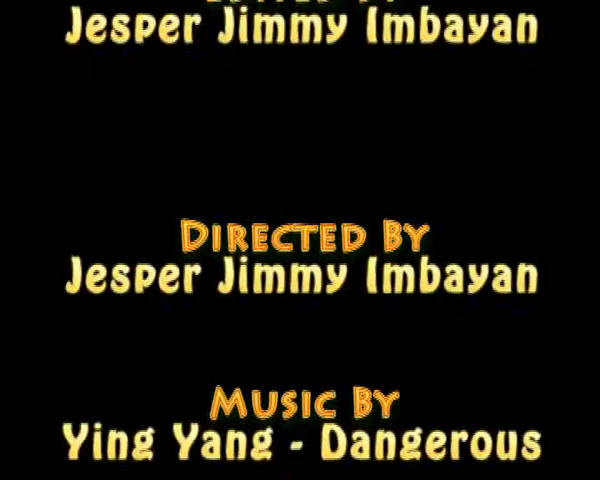 Jesper Jimmy Imbayan
Directed By
Jesper Jimmy Imbayan
Music By
Ying Yang - Dangerous